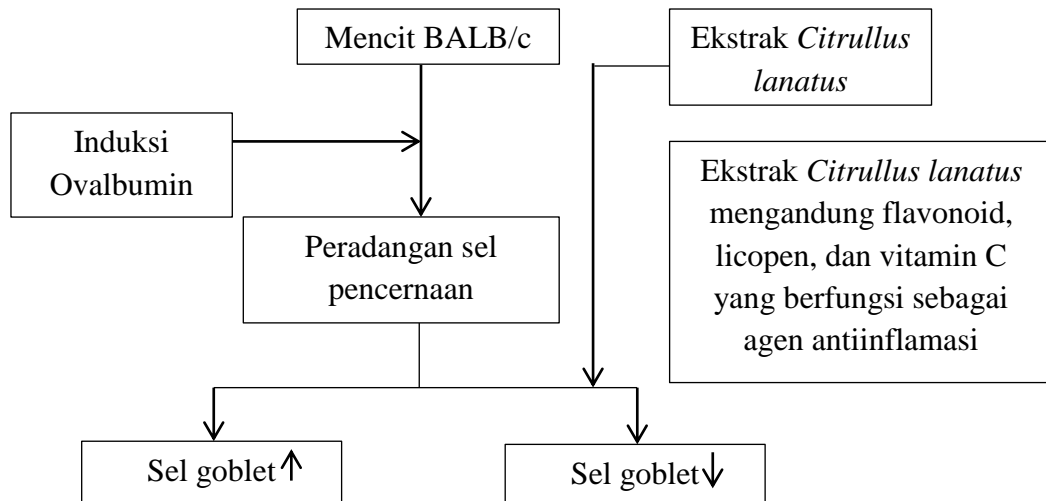 Mencit BALB/c
Ekstrak Citrullus
lanatus
Induksi
Ovalbumin
Ekstrak Citrullus lanatus
mengandung flavonoid,
licopen, dan vitamin C
yang berfungsi sebagai
agen antiinflamasi
Peradangan sel
pencernaan
Sel goblet↑
Sel goblet↓